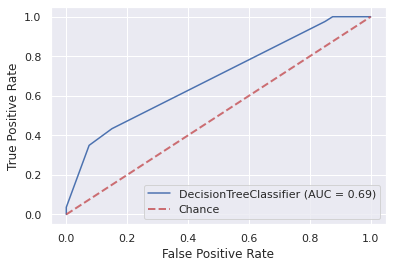 1.0
0.8
0.6
0.4
0.2
0.0
True Positive Rate
DecisionTreeClassifier (AUC = 0.69)
Chance
0.0 0.2 0.4 0.6 0.8 1.0
False Positive Rate